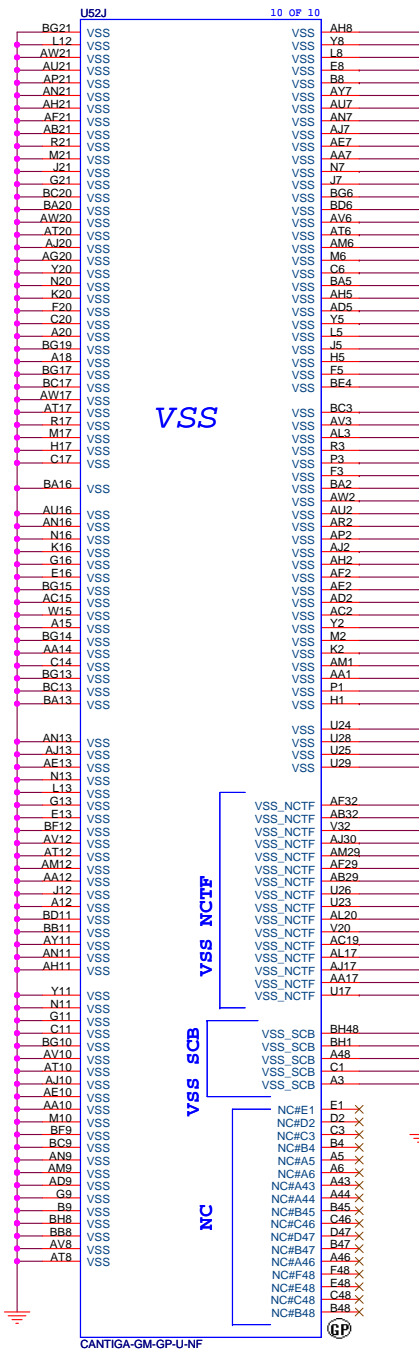 U52J 10 OF 10
BG21 VSS VSS AH8
L12 VSS VSS Y8
AW21 VSS VSS L8
AU21 VSS VSS E8
AP21 VSS VSS B8
AN21 VSS VSS AY7
AH21 VSS VSS AU7
AF21 VSS VSS AN7
AB21 VSS VSS AJ7
R21 VSS VSS AE7
M21 VSS VSS AA7
J21 VSS VSS N7
G21 VSS VSS J7
BC20 VSS VSS BG6
BA20 VSS VSS BD6
AW20 VSS VSS AV6
AT20 VSS VSS AT6
AJ20 VSS VSS AM6
AG20 VSS VSS M6
Y20 VSS VSS C6
N20 VSS VSS BA5
K20 VSS VSS AH5
F20 VSS VSS AD5
C20 VSS VSS Y5
A20 VSS VSS L5
BG19 VSS VSS J5
A18 VSS VSS H5
BG17 VSS VSS F5
BC17 VSS VSS BE4
AW17 VSS
AT17 VSS VSS BC3
R17 VSS VSS AV3
M17 VSS VSS AL3
H17 VSS VSS R3
C17 VSS VSS P3
VSS
VSS F3
BA16 VSS VSS BA2
VSS AW2
AU16 VSS VSS AU2
AN16 VSS VSS AR2
N16 VSS VSS AP2
K16 VSS VSS AJ2
G16 VSS VSS AH2
E16 VSS VSS AF2
BG15 VSS VSS AE2
AC15 VSS VSS AD2
W15 VSS VSS AC2
A15 VSS VSS Y2
BG14 VSS VSS M2
AA14 VSS VSS K2
C14 VSS VSS AM1
BG13 VSS VSS AA1
BC13 VSS VSS P1
BA13 VSS VSS H1
VSS U24
AN13 VSS VSS U28
AJ13 VSS VSS U25
AE13 VSS VSS U29
N13 VSS
L13 VSS
G13 VSS VSS_NCTF AF32
E13 VSS VSS_NCTF AB32
BF12 VSS VSS_NCTF V32
AV12 VSS VSS_NCTF AJ30
AT12 VSS VSS_NCTF AM29
AM12 VSS VSS_NCTF AF29
AA12 VSS VSS_NCTF AB29
J12 VSS VSS_NCTF U26
A12 VSS VSS_NCTF U23
BD11 VSS VSS_NCTF AL20
BB11 VSS VSS_NCTF V20
AY11 VSS VSS_NCTF AC19
AN11 VSS VSS_NCTF AL17
AH11 VSS VSS_NCTF AJ17
VSS_NCTF AA17
Y11 VSS VSS_NCTF U17
VSS NCTF
N11 VSS
G11 VSS
C11 VSS VSS_SCB BH48
BG10 VSS VSS_SCB BH1
AV10 VSS VSS_SCB A48
AT10 VSS VSS_SCB C1
AJ10 VSS VSS_SCB A3
VSS SCB
AE10 VSS
AA10 VSS NC#E1 E1
M10 VSS NC#D2 D2
BF9 VSS NC#C3 C3
BC9 VSS NC#B4 B4
AN9 VSS NC#A5 A5
AM9 VSS NC#A6 A6
AD9 VSS NC#A43 A43
G9 VSS NC#A44 A44
B9 VSS NC#B45 B45
BH8 VSS NC#C46 C46
BB8 VSS NC#D47 D47
AV8 VSS NC#B47 B47
AT8 VSS NC#A46 A46
NC#F48 F48
NC#E48 E48
NC#C48 C48
NC#B48 B48
NC
GP
CANTIGA-GM-GP-U-NF